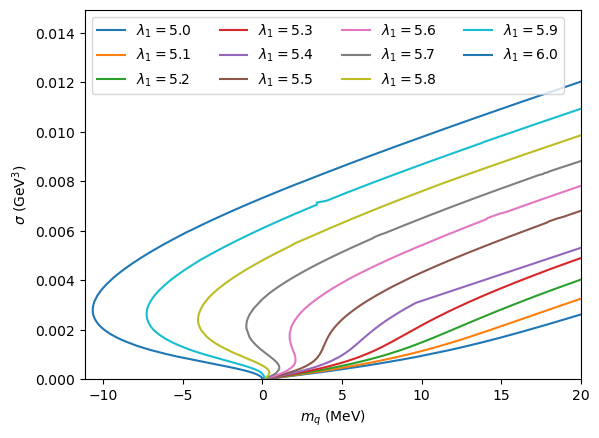 λ₁ = 5.0 λ₁ = 5.3 λ₁ = 5.6 λ₁ = 5.9
λ₁ = 5.1 λ₁ = 5.4 λ₁ = 5.7 λ₁ = 6.0
λ₁ = 5.2 λ₁ = 5.5 λ₁ = 5.8
0.014
0.012
0.010
0.008
0.006
0.004
0.002
0.000
σ (GeV³)
−10 −5 0 5 10 15 20
m_q (MeV)